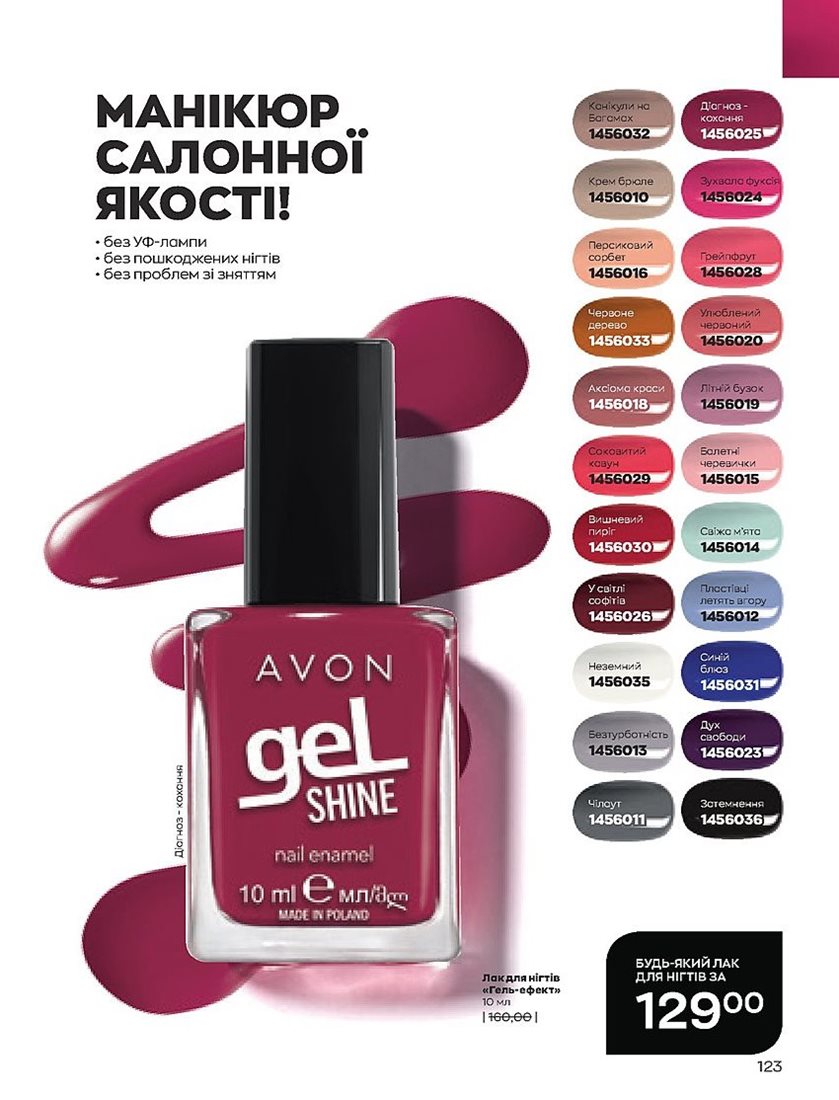 МАНІКЮР
САЛОННОЇ
ЯКОСТІ!
• без УФ-лампи
• без пошкоджених нігтів
• без проблем зі зняттям
Канікули на
Багамах
1456032
Діагноз -
кохання
1456025
Крем брюле
1456010
Зухвала фуксія
1456024
Персиковий
сорбет
1456016
Грейпфрут
1456028
Червоне
дерево
1456033
Улюблений
червоний
1456020
Аксіома краси
1456018
Літній бузок
1456019
Соковитий
кавун
1456029
Балетні
черевички
1456015
Вишневий
пиріг
1456030
Свіжа м'ята
1456014
У світлі
софітів
1456026
Пластівці
летять вгору
1456012
Неземний
1456035
Синій
блюз
1456031
Безтурботність
1456013
Дух
свободи
1456023
Чілаут
1456011
Затемнення
1456036
AVON
gel
SHINE
nail enamel
10 ml e мл/მლ
MADE IN POLAND
Діагноз - кохання
Лак для нігтів
«Гель-ефект»
10 мл
| 160,00 |
БУДЬ-ЯКИЙ ЛАК
ДЛЯ НІГТІВ ЗА
12900
123